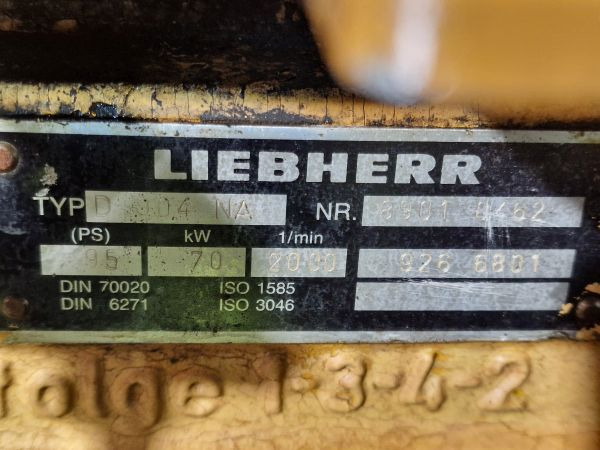 LIEBHERR
TYP D 904 NA NR. 8901 0462
(PS) kW 1/min
95 70 2000 926 6801
DIN 70020 ISO 1585
DIN 6271 ISO 3046
folge 1-3-4-2